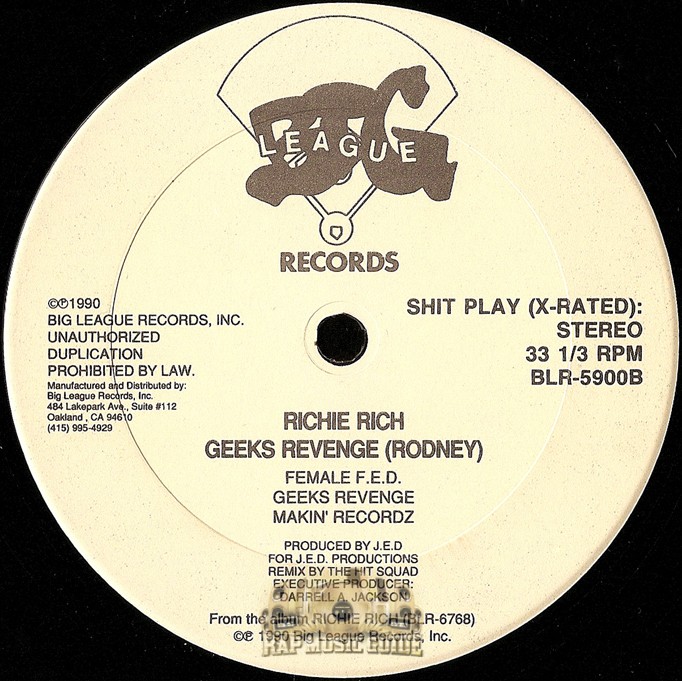 BIG
LEAGUE
RECORDS
©℗1990
BIG LEAGUE RECORDS, INC.
UNAUTHORIZED
DUPLICATION
PROHIBITED BY LAW.
Manufactured and Distributed by:
Big League Records, Inc.
484 Lakepark Ave., Suite #112
Oakland , CA 94610
(415) 995-4929
SHIT PLAY (X-RATED):
STEREO
33 1/3 RPM
BLR-5900B
RICHIE RICH
GEEKS REVENGE (RODNEY)
FEMALE F.E.D.
GEEKS REVENGE
MAKIN' RECORDZ
PRODUCED BY J.E.D
FOR J.E.D. PRODUCTIONS
REMIX BY THE HIT SQUAD
EXECUTIVE PRODUCER:
DARRELL A. JACKSON
From the album RICHIE RICH (BLR-6768)
©℗ 1990 Big League Records, Inc.
RAP MUSIC GUIDE